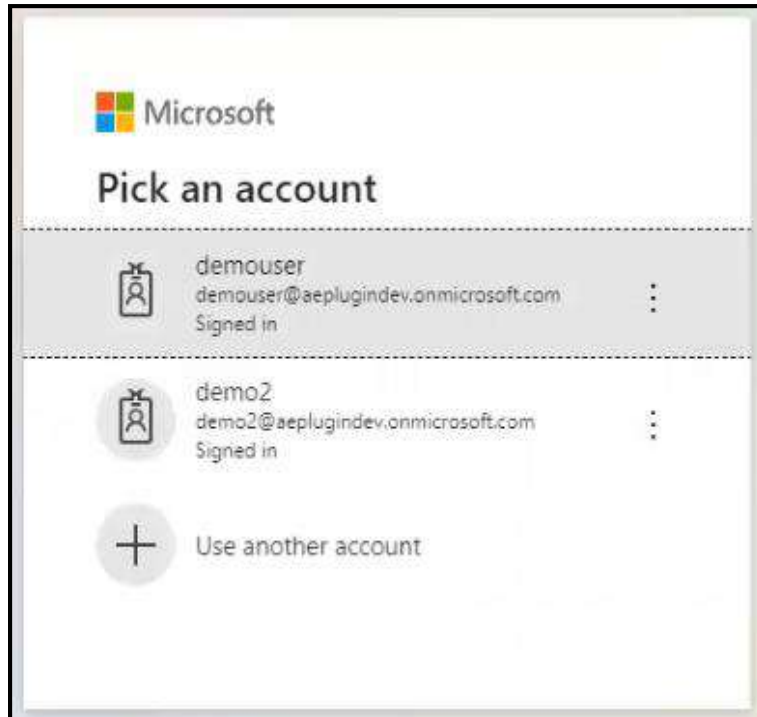 Microsoft
Pick an account
demouser
demouser@aeplugindev.onmicrosoft.com
Signed in
demo2
demo2@aeplugindev.onmicrosoft.com
Signed in
Use another account